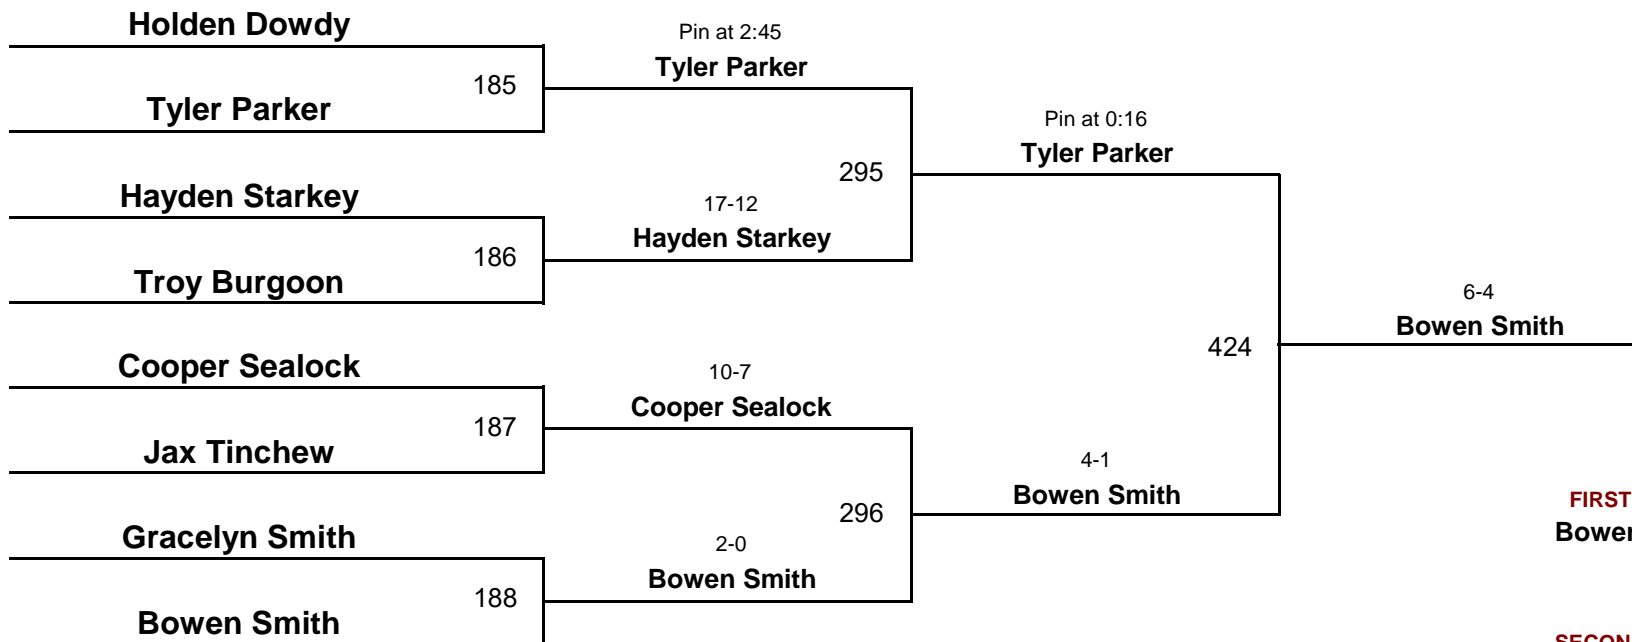 Holden Dowdy
185
Tyler Parker
Hayden Starkey
186
Troy Burgoon
Cooper Sealock
187
Jax Tinchew
Gracelyn Smith
188
Bowen Smith
Pin at 2:45
Tyler Parker
295
17-12
Hayden Starkey
10-7
Cooper Sealock
296
2-0
Bowen Smith
Pin at 0:16
Tyler Parker
424
4-1
Bowen Smith
6-4
Bowen Smith
FIRST
Bowen
SECON